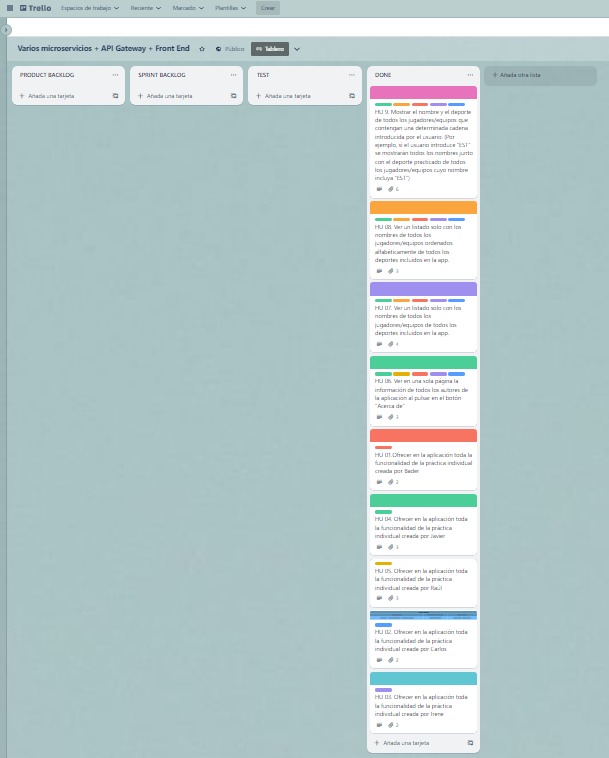 Trello Espacios de trabajo Reciente Marcado Plantillas Crear
Varios microservicios + API Gateway + Front End Público Tablero
PRODUCT BACKLOG
+ Añada una tarjeta
SPRINT BACKLOG
+ Añada una tarjeta
TEST
+ Añada una tarjeta
DONE
HU 9. Mostrar el nombre y el deporte
de todos los jugadores/equipos que
contengan una determinada cadena
introducida por el usuario. (Por
ejemplo, si el usuario introduce "EST"
se mostrarán todos los nombres junto
con el deporte practicado de todos
los jugadores/equipos cuyo nombre
incluya "EST")
6
HU 08. Ver un listado solo con los
nombres de todos los
jugadores/equipos ordenados
alfabéticamente de todos los
deportes incluidos en la app.
3
HU 07. Ver un listado solo con los
nombres de todos los
jugadores/equipos de todos los
deportes incluidos en la app.
4
HU 06. Ver en una sola página la
información de todos los autores de
la aplicación al pulsar en el botón
"Acerca de"
3
HU 01.Ofrecer en la aplicación toda la
funcionalidad de la práctica individual
creada por Bader
2
HU 04. Ofrecer en la aplicación toda
la funcionalidad de la práctica
individual creada por Javier
3
HU 05. Ofrecer en la aplicación toda
la funcionalidad de la práctica
individual creada por Raúl
3
HU 02. Ofrecer en la aplicación toda
la funcionalidad de la práctica
individual creada por Carlos
2
HU 03. Ofrecer en la aplicación toda
la funcionalidad de la práctica
individual creada por Irene
2
+ Añada una tarjeta
+ Añada otra lista